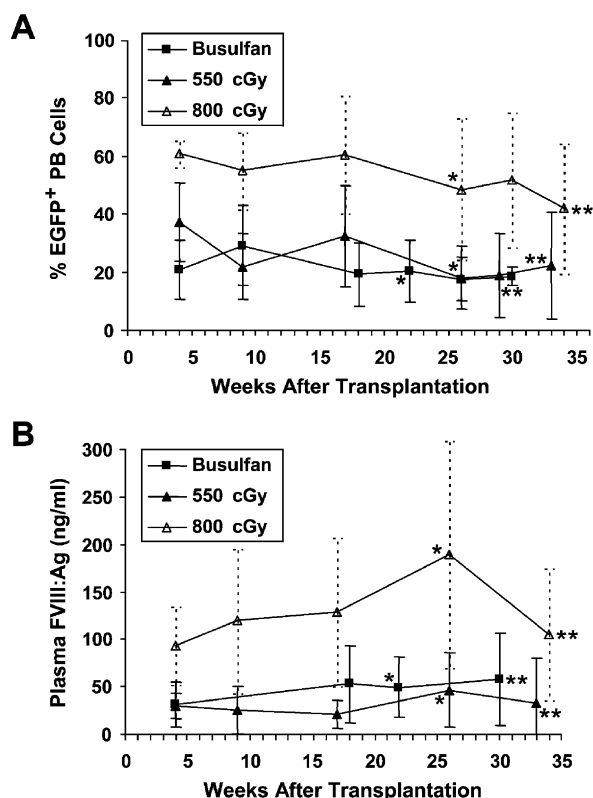 A
100
80
60
40
20
0
% EGFP+ PB Cells
Busulfan
550 cGy
800 cGy
*
**
*
*
**
**
0 5 10 15 20 25 30 35
Weeks After Transplantation
B
300
250
200
150
100
50
0
Plasma FVIII:Ag (ng/ml)
Busulfan
550 cGy
800 cGy
*
**
*
**
*
**
0 5 10 15 20 25 30 35
Weeks After Transplantation